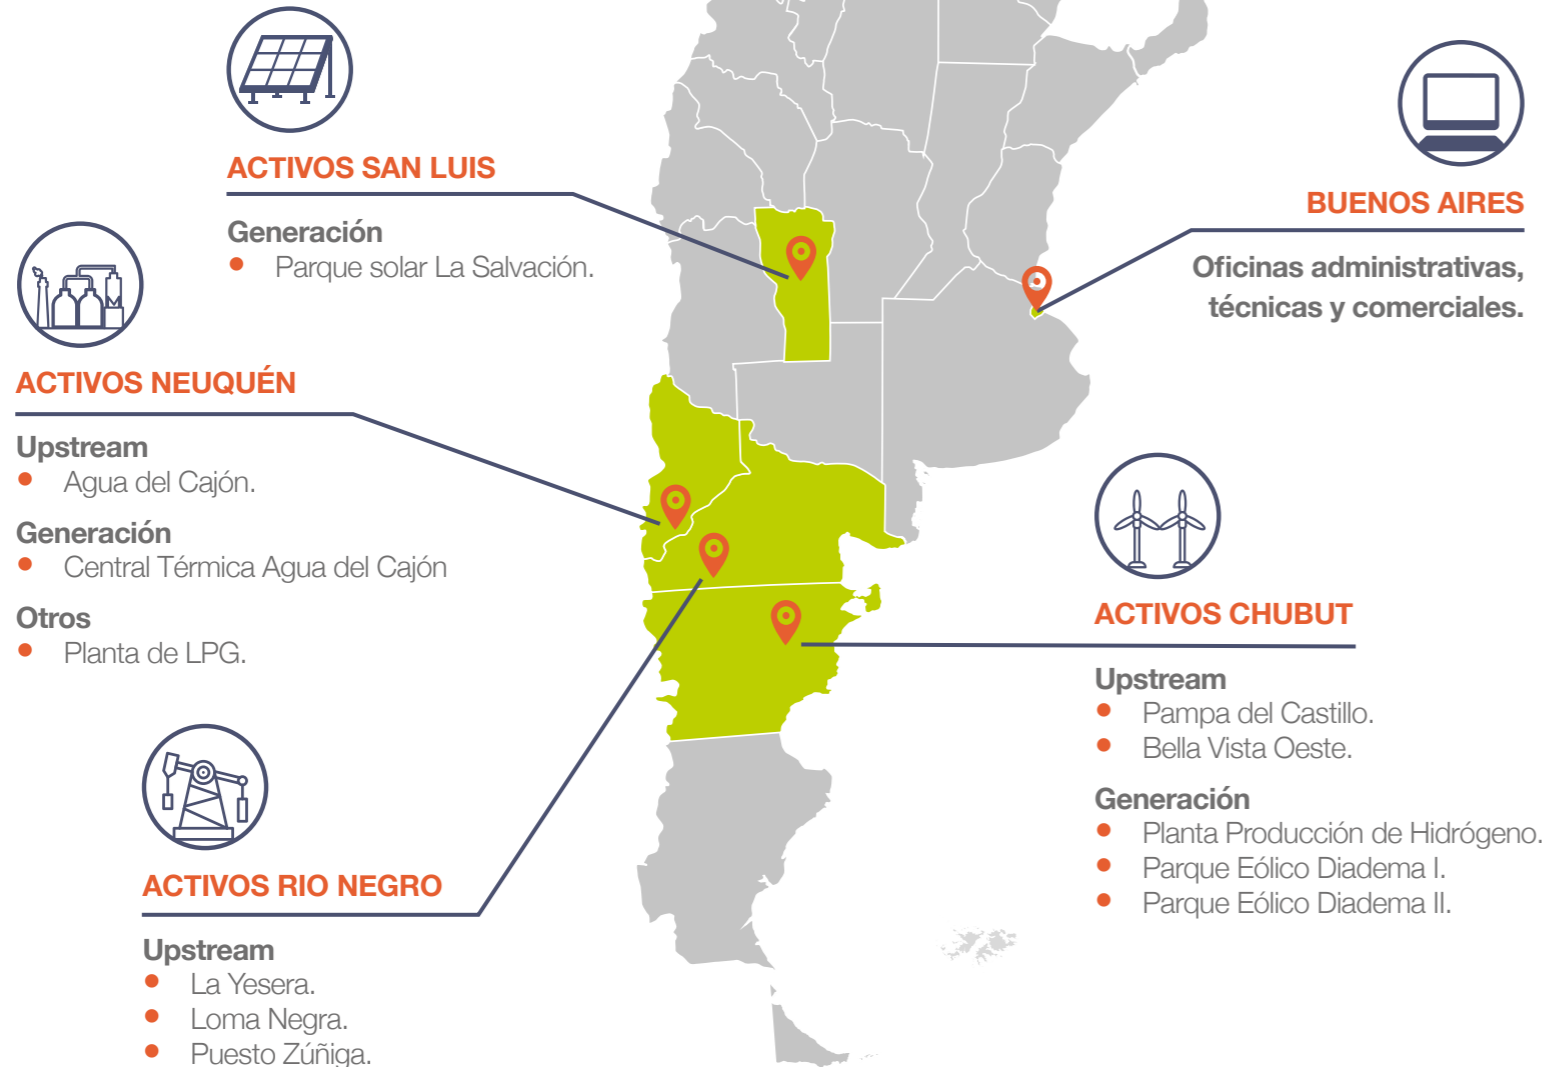 ACTIVOS SAN LUIS
Generación
Parque solar La Salvación.
BUENOS AIRES
Oficinas administrativas,
técnicas y comerciales.
ACTIVOS NEUQUÉN
Upstream
Agua del Cajón.
Generación
Central Térmica Agua del Cajón
Otros
Planta de LPG.
ACTIVOS CHUBUT
Upstream
Pampa del Castillo.
Bella Vista Oeste.
Generación
Planta Producción de Hidrógeno.
Parque Eólico Diadema I.
Parque Eólico Diadema II.
ACTIVOS RIO NEGRO
Upstream
La Yesera.
Loma Negra.
Puesto Zúñiga.